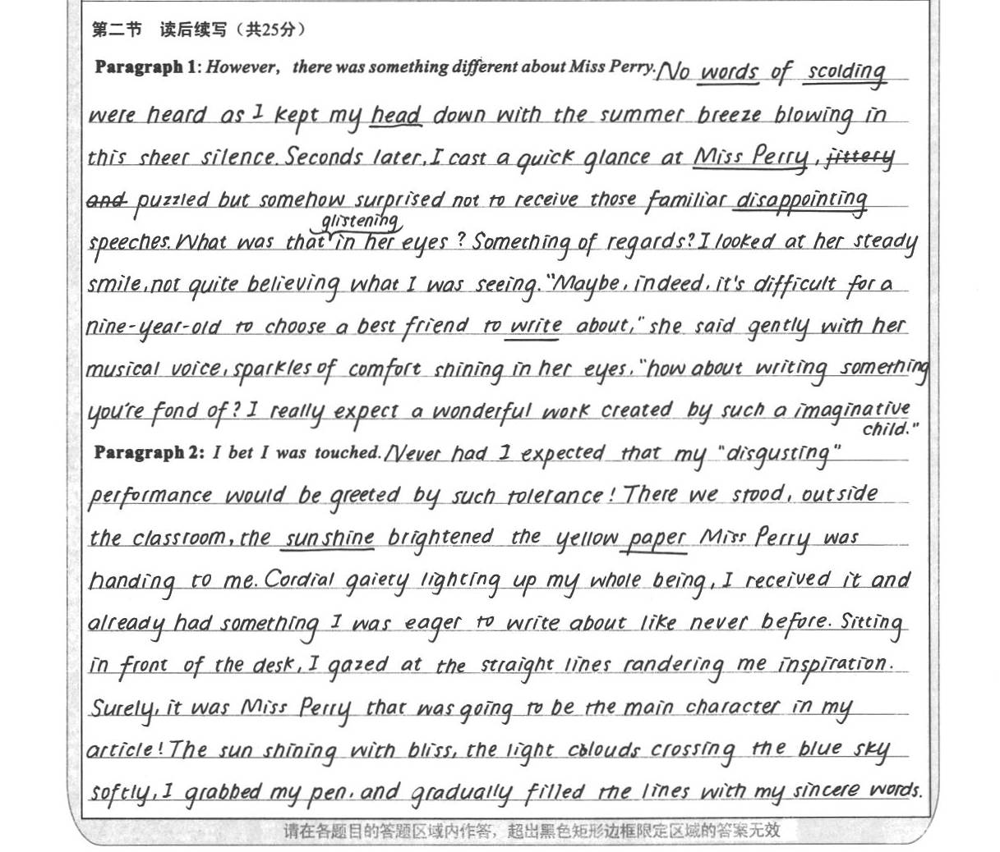 第二节 读后续写（共25分）
Paragraph 1: However, there was something different about Miss Perry. No words of scolding
were heard as I kept my head down with the summer breeze blowing in
this sheer silence. Seconds later, I cast a quick glance at Miss Perry, jittery
and puzzled but somehow surprised not to receive those familiar disappointing
glistening
speeches. What was that in her eyes? Something of regards? I looked at her steady
smile, not quite believing what I was seeing. "Maybe, indeed, it's difficult for a
nine-year-old to choose a best friend to write about," she said gently with her
musical voice, sparkles of comfort shining in her eyes, "how about writing something
you're fond of? I really expect a wonderful work created by such a imaginative
child."
Paragraph 2: I bet I was touched. Never had I expected that my "disgusting"
performance would be greeted by such tolerance! There we stood, outside
the classroom, the sunshine brightened the yellow paper Miss Perry was
handing to me. Cordial gaiety lighting up my whole being, I received it and
already had something I was eager to write about like never before. Sitting
in front of the desk, I gazed at the straight lines randering me inspiration.
Surely, it was Miss Perry that was going to be the main character in my
article! The sun shining with bliss, the light colouds crossing the blue sky
softly, I grabbed my pen, and gradually filled the lines with my sincere words.
请在各题目的答题区域内作答，超出黑色矩形边框限定区域的答案无效